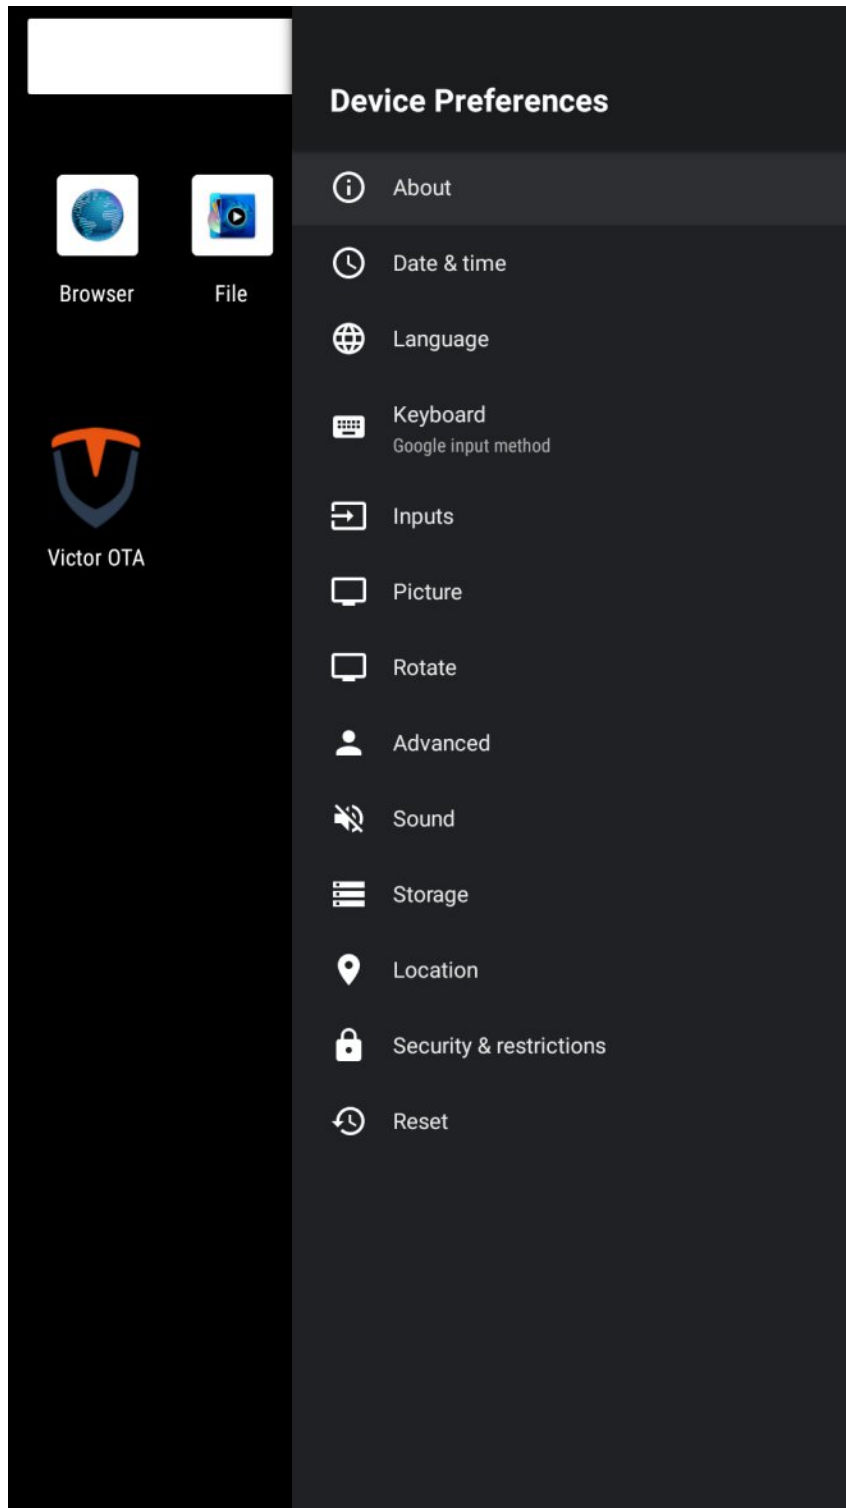 Device Preferences
About
Date & time
Language
Keyboard
Google input method
Inputs
Picture
Rotate
Advanced
Sound
Storage
Location
Security & restrictions
Reset
Browser
File
Victor OTA